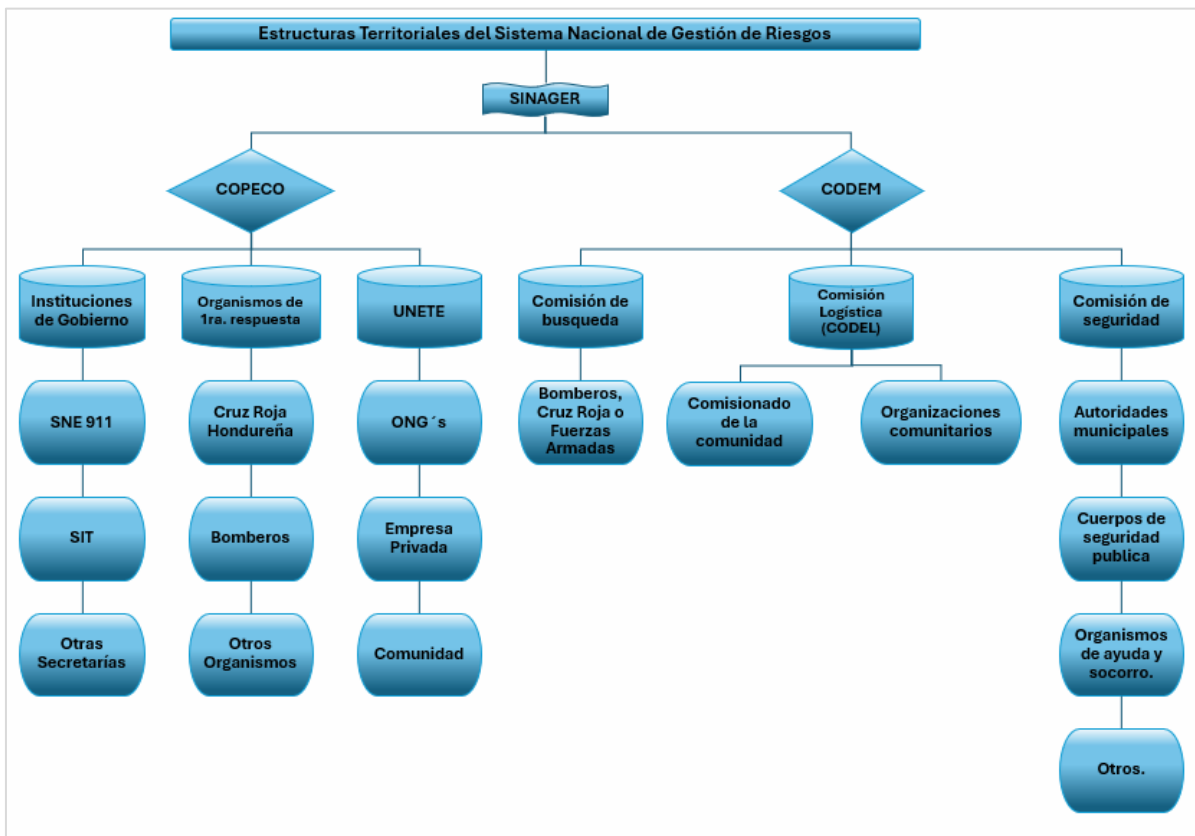 Estructuras Territoriales del Sistema Nacional de Gestión de Riesgos
SINAGER
COPECO
CODEM
Instituciones
de Gobierno
Organismos de
1ra. respuesta
UNETE
Comisión de
busqueda
Comisión
Logística
(CODEL)
Comisión de
seguridad
SNE 911
Cruz Roja
Hondureña
ONG´s
Bomberos,
Cruz Roja o
Fuerzas
Armadas
Comisionado
de la
comunidad
Organizaciones
comunitarios
Autoridades
municipales
SIT
Bomberos
Empresa
Privada
Cuerpos de
seguridad
publica
Otras
Secretarías
Otros
Organismos
Comunidad
Organismos
de ayuda y
socorro.
Otros.